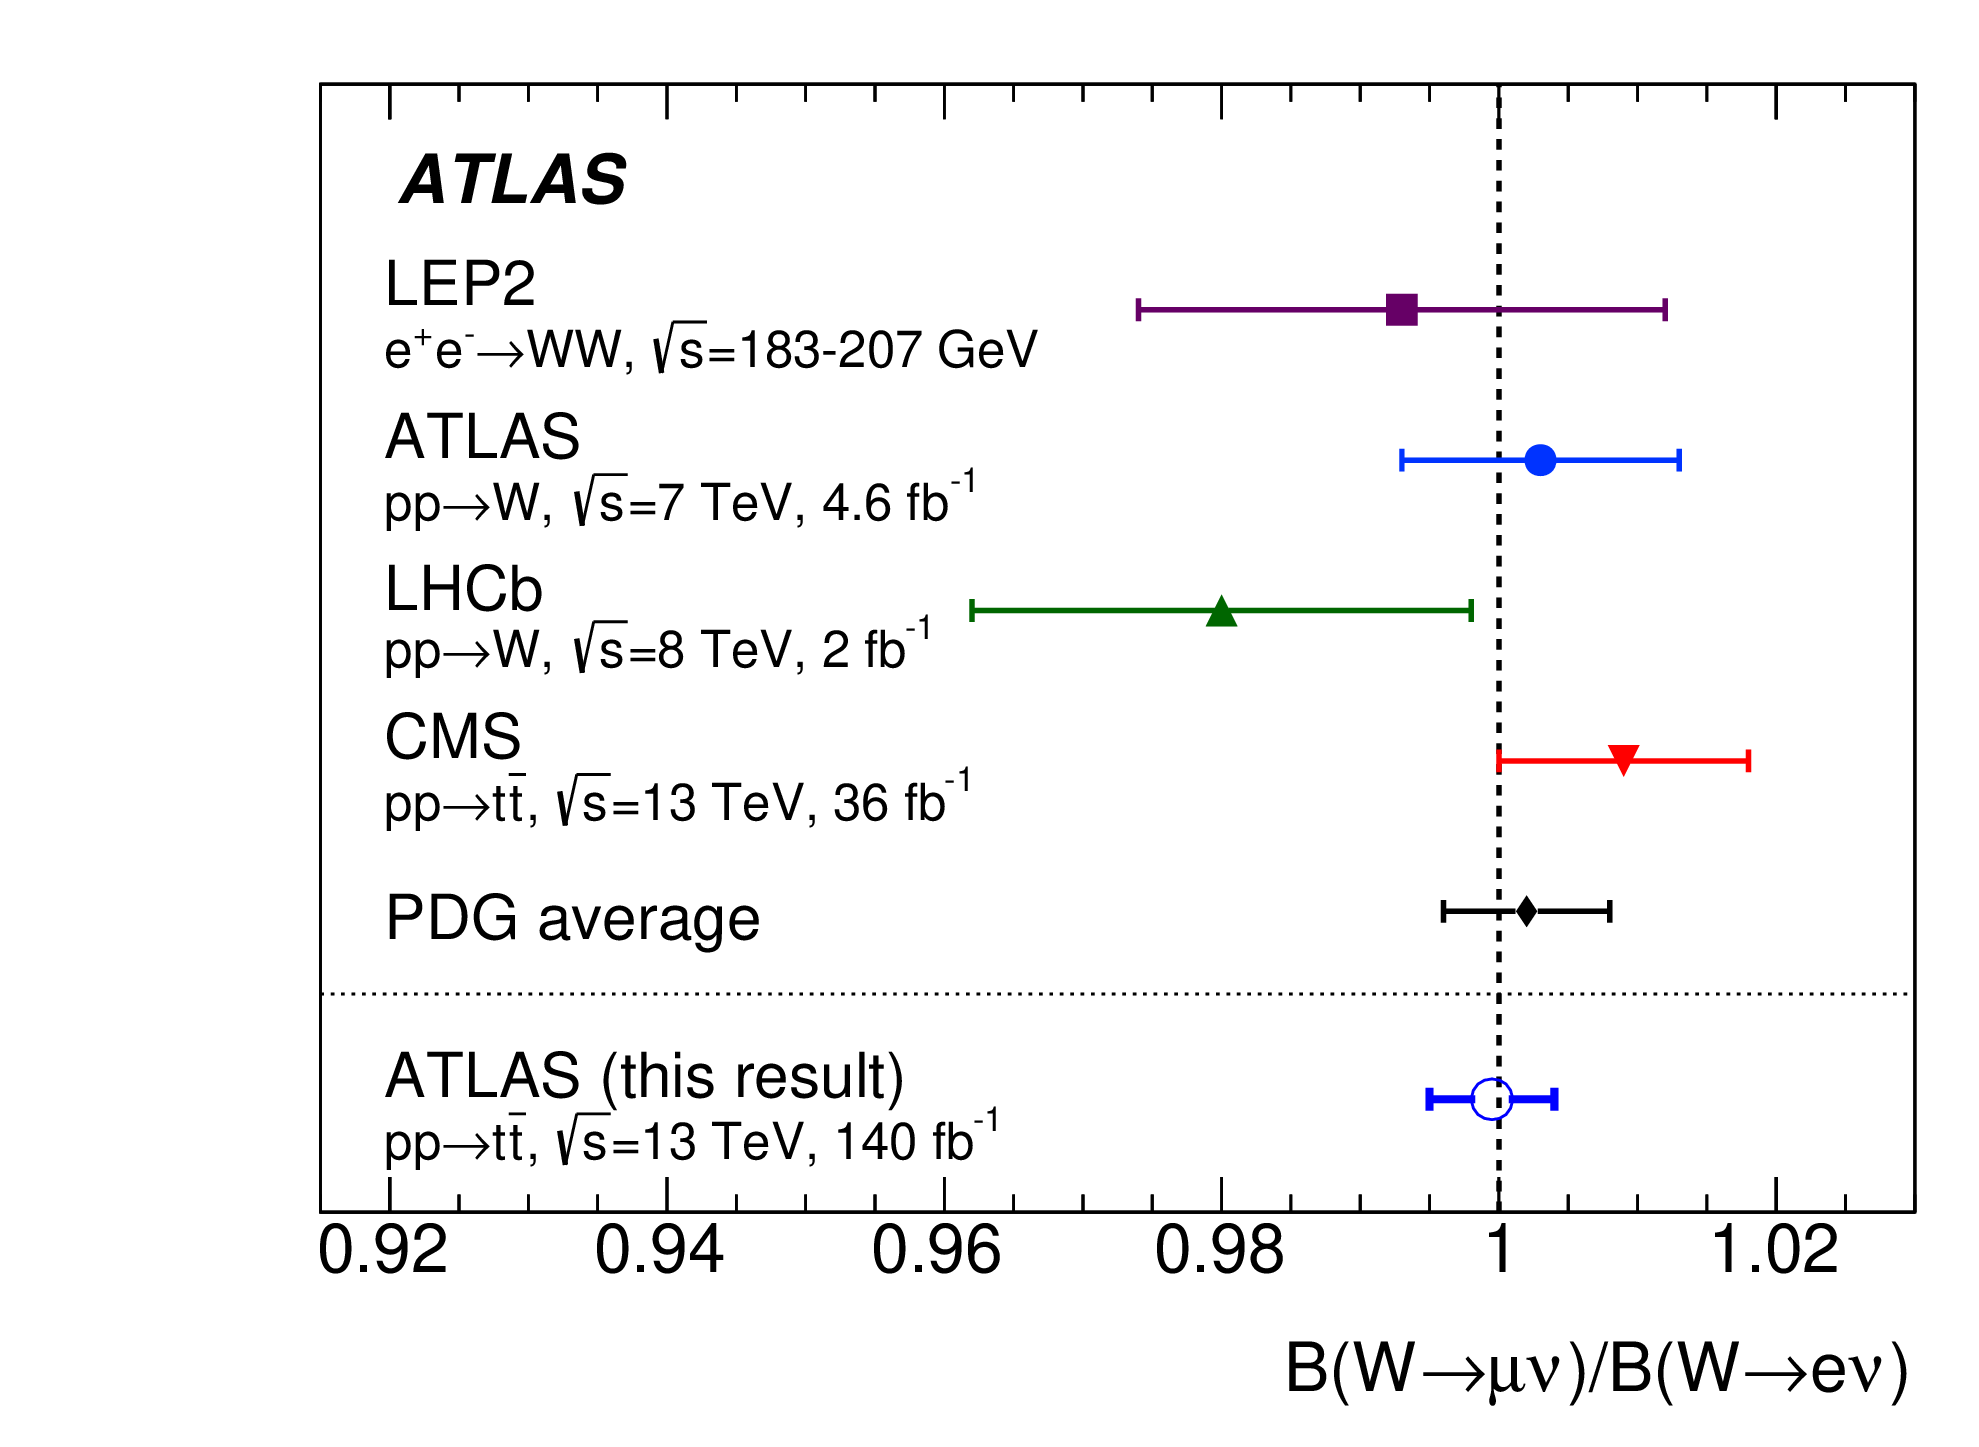 ATLAS
LEP2
e⁺e⁻→WW, √s=183-207 GeV
ATLAS
pp→W, √s=7 TeV, 4.6 fb⁻¹
LHCb
pp→W, √s=8 TeV, 2 fb⁻¹
CMS
pp→tt̅, √s=13 TeV, 36 fb⁻¹
PDG average
ATLAS (this result)
pp→tt̅, √s=13 TeV, 140 fb⁻¹
0.92 0.94 0.96 0.98 1 1.02
B(W→μν)/B(W→eν)